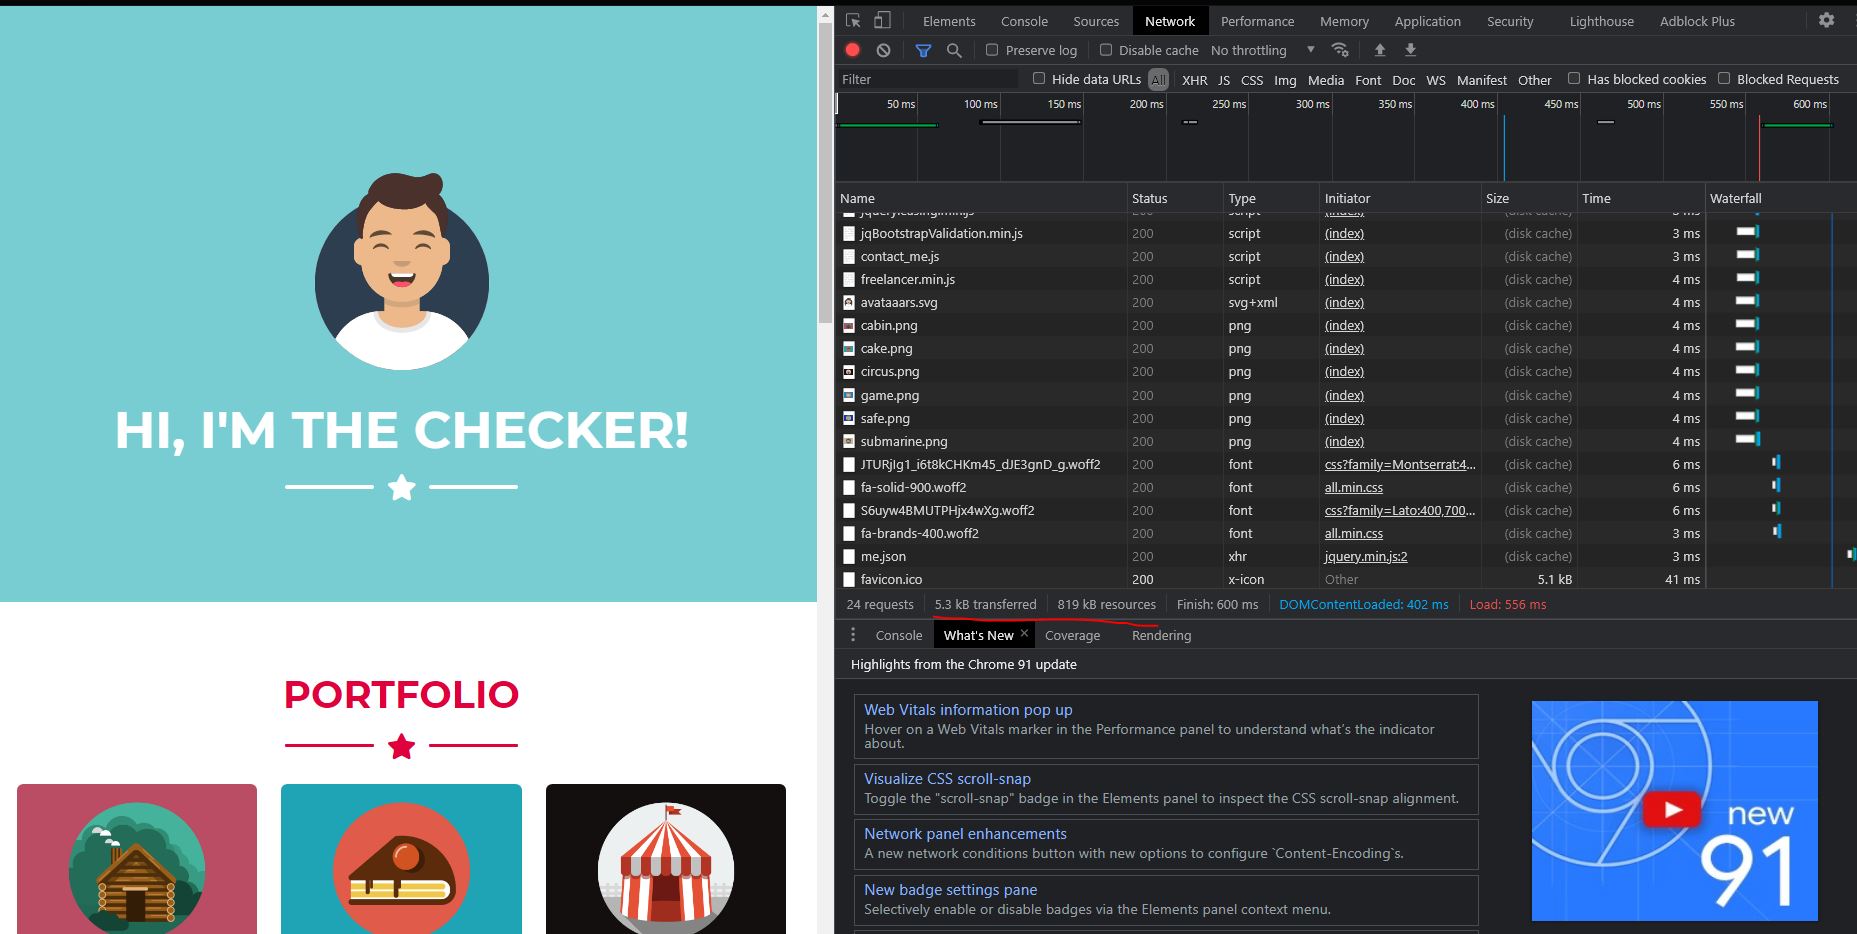 HI, I'M THE CHECKER!
PORTFOLIO
Elements Console Sources Network Performance Memory Application Security Lighthouse Adblock Plus
Preserve log Disable cache No throttling
Filter Hide data URLs All XHR JS CSS Img Media Font Doc WS Manifest Other Has blocked cookies Blocked Requests
50 ms 100 ms 150 ms 200 ms 250 ms 300 ms 350 ms 400 ms 450 ms 500 ms 550 ms 600 ms
Name Status Type Initiator Size Time Waterfall
jquery.easing.min.js 200 script (index) (disk cache) 3 ms
jqBootstrapValidation.min.js 200 script (index) (disk cache) 3 ms
contact_me.js 200 script (index) (disk cache) 3 ms
freelancer.min.js 200 script (index) (disk cache) 4 ms
avataaars.svg 200 svg+xml (index) (disk cache) 4 ms
cabin.png 200 png (index) (disk cache) 4 ms
cake.png 200 png (index) (disk cache) 4 ms
circus.png 200 png (index) (disk cache) 4 ms
game.png 200 png (index) (disk cache) 4 ms
safe.png 200 png (index) (disk cache) 4 ms
submarine.png 200 png (index) (disk cache) 4 ms
JTURjIg1_i6t8kCHKm45_dJE3gnD_g.woff2 200 font css?family=Montserrat:4... (disk cache) 6 ms
fa-solid-900.woff2 200 font all.min.css (disk cache) 6 ms
S6uyw4BMUTPHjx4wXg.woff2 200 font css?family=Lato:400,700... (disk cache) 6 ms
fa-brands-400.woff2 200 font all.min.css (disk cache) 3 ms
me.json 200 xhr jquery.min.js:2 (disk cache) 3 ms
favicon.ico 200 x-icon Other 5.1 kB 41 ms
24 requests 5.3 kB transferred 819 kB resources Finish: 600 ms DOMContentLoaded: 402 ms Load: 556 ms
Console What's New Coverage Rendering
Highlights from the Chrome 91 update
Web Vitals information pop up
Hover on a Web Vitals marker in the Performance panel to understand what's the indicator
about.
Visualize CSS scroll-snap
Toggle the "scroll-snap" badge in the Elements panel to inspect the CSS scroll-snap alignment.
Network panel enhancements
A new network conditions button with new options to configure `Content-Encoding`s.
New badge settings pane
Selectively enable or disable badges via the Elements panel context menu.
new
91